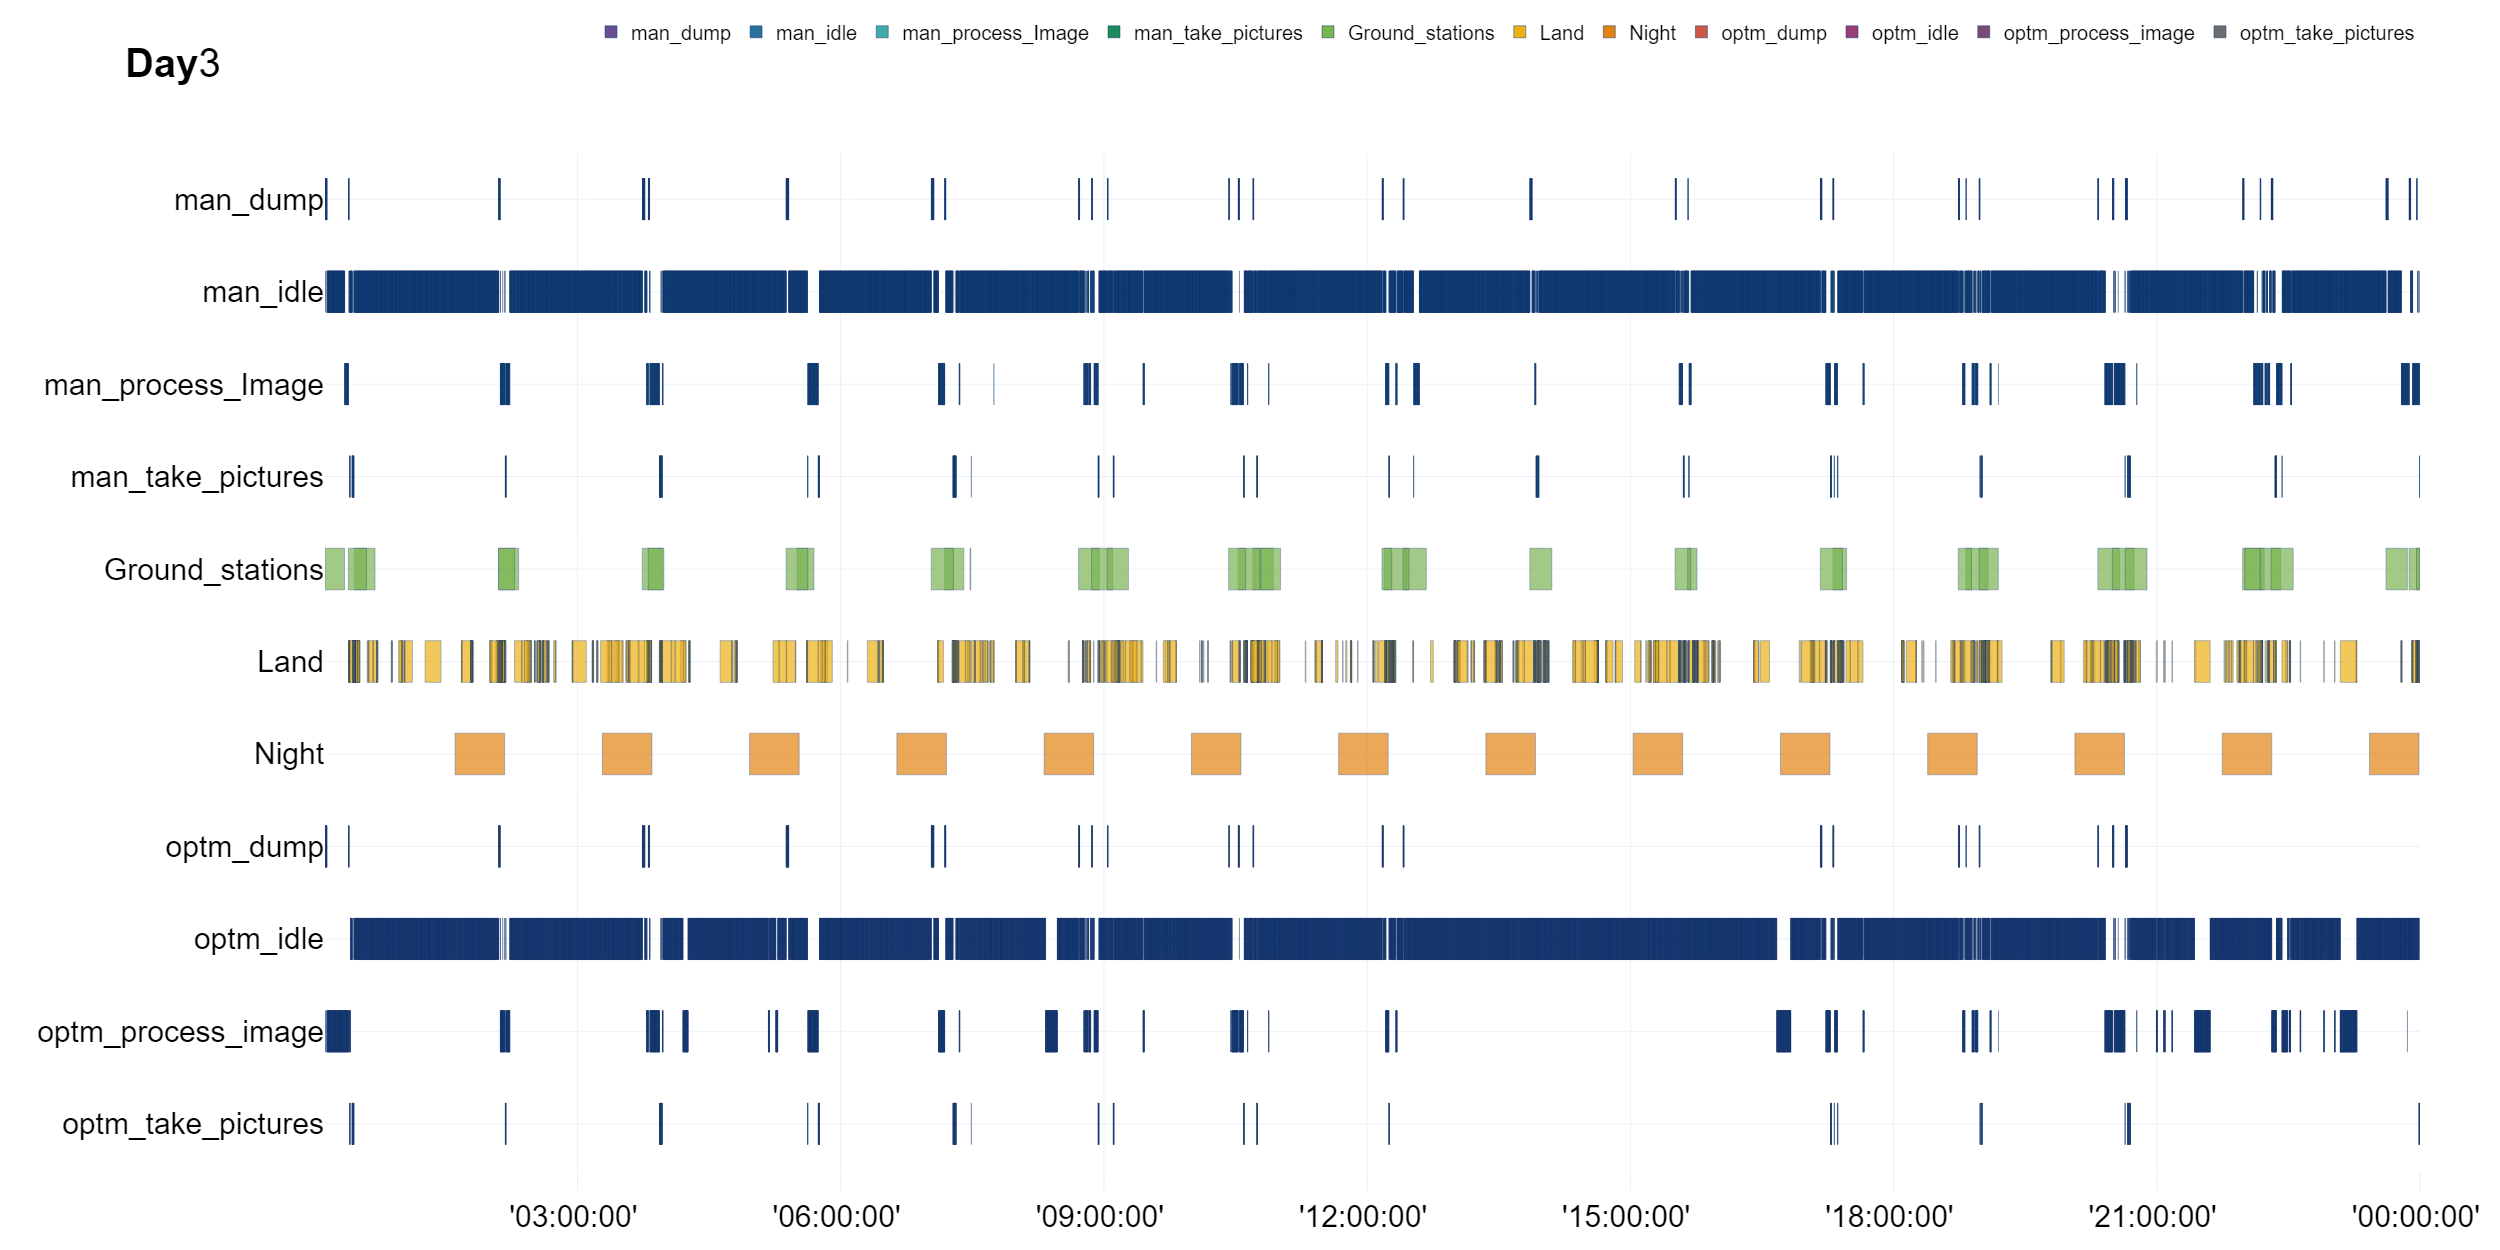 man_dump man_idle man_process_Image man_take_pictures Ground_stations Land Night optm_dump optm_idle optm_process_image optm_take_pictures
Day3
man_dump
man_idle
man_process_Image
man_take_pictures
Ground_stations
Land
Night
optm_dump
optm_idle
optm_process_image
optm_take_pictures
'03:00:00' '06:00:00' '09:00:00' '12:00:00' '15:00:00' '18:00:00' '21:00:00' '00:00:00'